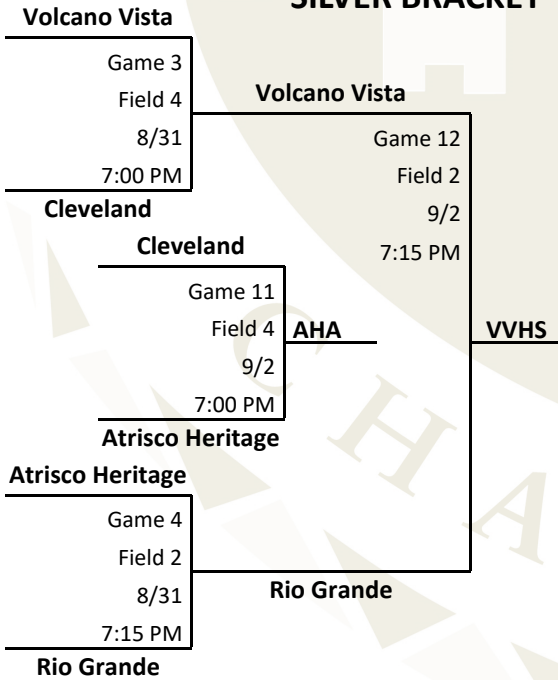 SILVER BRACKET
Volcano Vista
Game 3
Field 4
8/31
7:00 PM
Cleveland
Volcano Vista
Game 12
Field 2
9/2
7:15 PM
Cleveland
Game 11
Field 4
9/2
7:00 PM
AHA
VVHS
Atrisco Heritage
Atrisco Heritage
Game 4
Field 2
8/31
7:15 PM
Rio Grande
Rio Grande
C H A